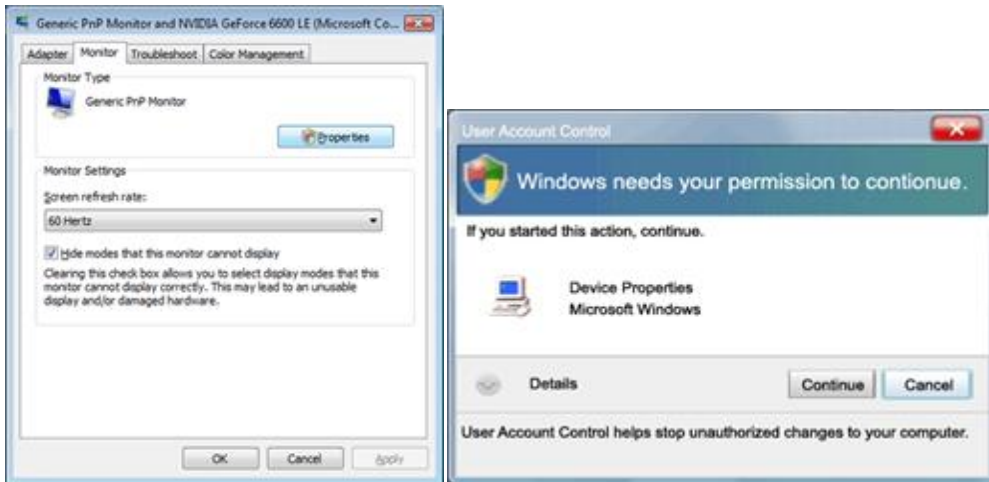 Generic PnP Monitor and NVIDIA GeForce 6600 LE (Microsoft Co...
Adapter
Monitor
Troubleshoot
Color Management
Monitor Type
Generic PnP Monitor
Properties
Monitor Settings
Screen refresh rate:
60 Hertz
Hide modes that this monitor cannot display
Clearing this check box allows you to select display modes that this
monitor cannot display correctly. This may lead to an unusable
display and/or damaged hardware.
OK
Cancel
Apply
User Account Control
Windows needs your permission to contionue.
If you started this action, continue.
Device Properties
Microsoft Windows
Details
Continue
Cancel
User Account Control helps stop unauthorized changes to your computer.